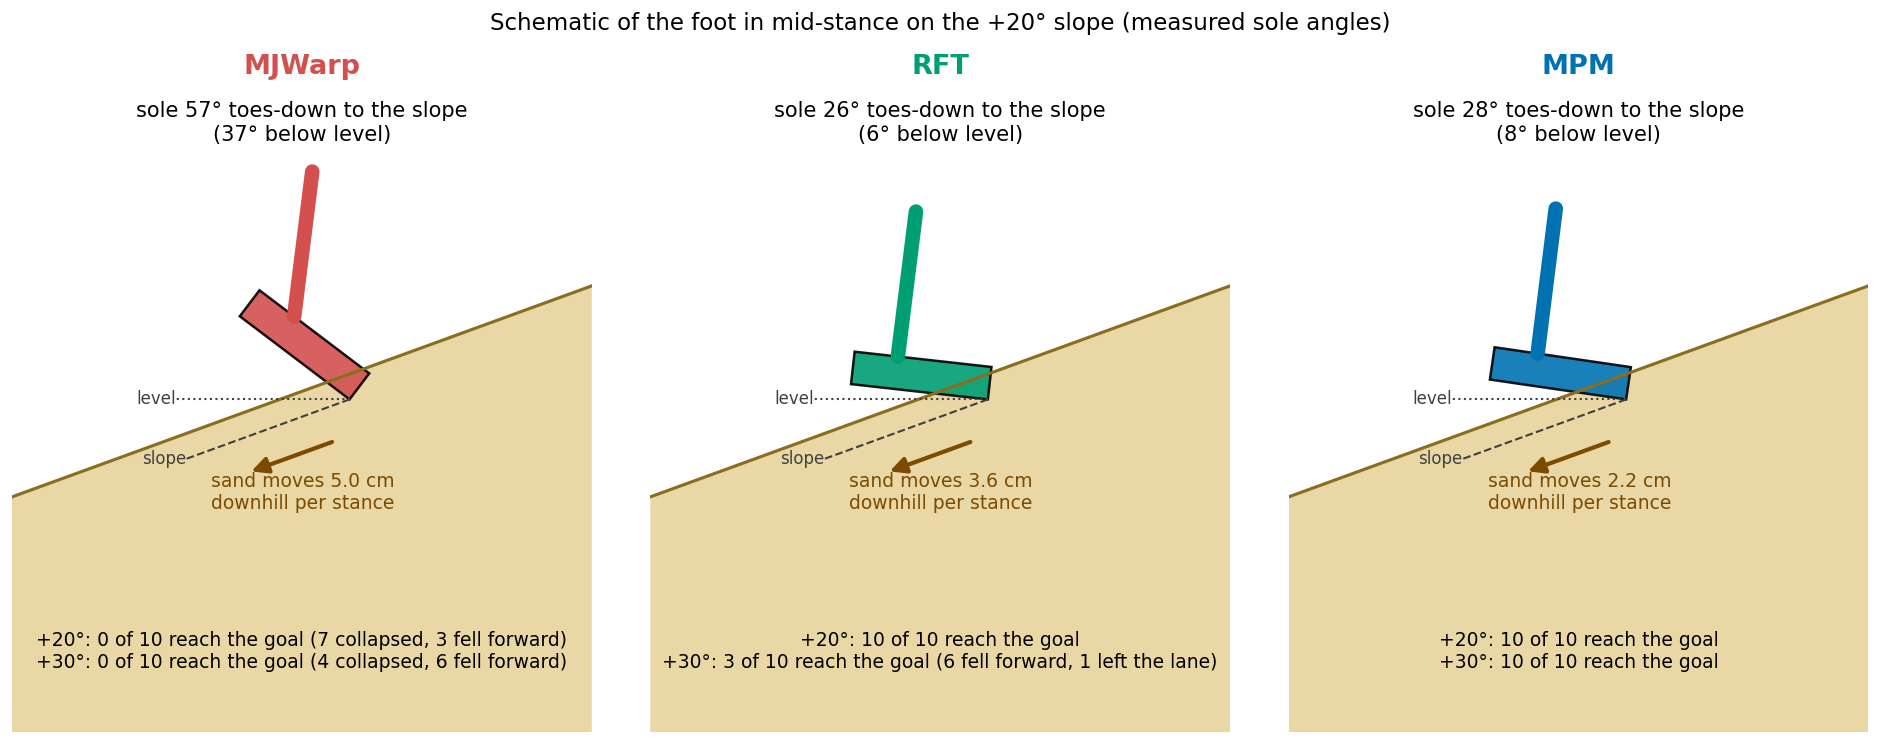 Schematic of the foot in mid-stance on the +20° slope (measured sole angles)
MJWarp
sole 57° toes-down to the slope
(37° below level)
level
slope
sand moves 5.0 cm
downhill per stance
+20°: 0 of 10 reach the goal (7 collapsed, 3 fell forward)
+30°: 0 of 10 reach the goal (4 collapsed, 6 fell forward)
RFT
sole 26° toes-down to the slope
(6° below level)
level
slope
sand moves 3.6 cm
downhill per stance
+20°: 10 of 10 reach the goal
+30°: 3 of 10 reach the goal (6 fell forward, 1 left the lane)
MPM
sole 28° toes-down to the slope
(8° below level)
level
slope
sand moves 2.2 cm
downhill per stance
+20°: 10 of 10 reach the goal
+30°: 10 of 10 reach the goal